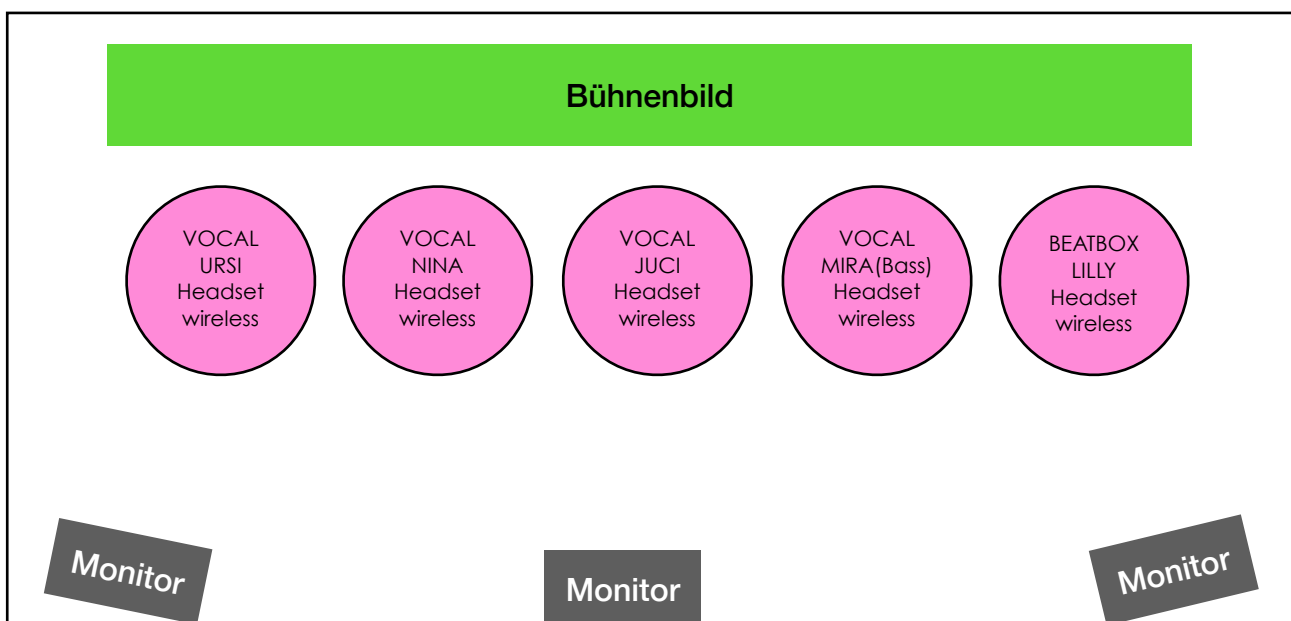 Bühnenbild
VOCAL
URSI
Headset
wireless
VOCAL
NINA
Headset
wireless
VOCAL
JUCI
Headset
wireless
VOCAL
MIRA(Bass)
Headset
wireless
BEATBOX
LILLY
Headset
wireless
Monitor
Monitor
Monitor